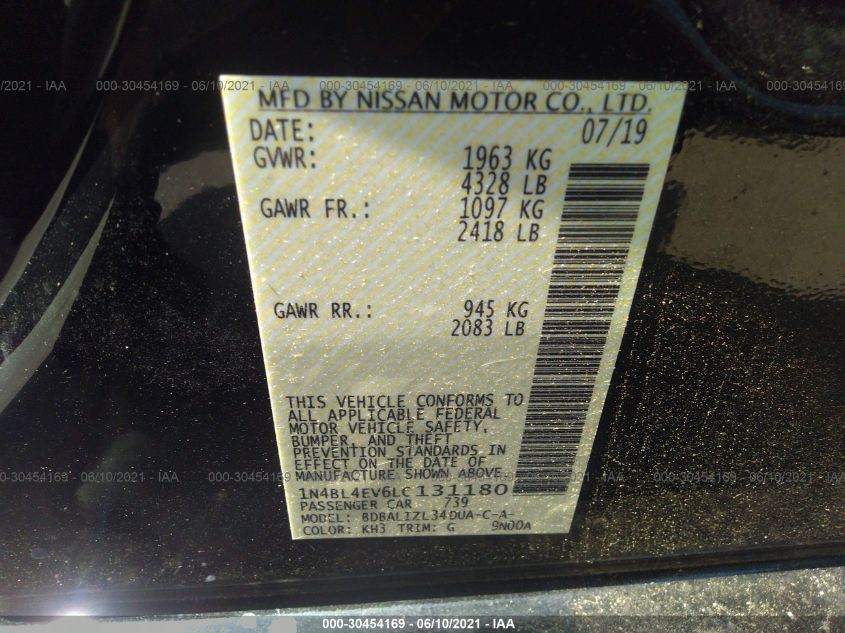 000-30454169 - 06/10/2021 - IAA
MFD BY NISSAN MOTOR CO., LTD.
DATE: 07/19
GVWR: 1963 KG
4328 LB
GAWR FR.: 1097 KG
2418 LB
GAWR RR.: 945 KG
2083 LB
THIS VEHICLE CONFORMS TO
ALL APPLICABLE FEDERAL
MOTOR VEHICLE SAFETY,
BUMPER, AND THEFT
PREVENTION STANDARDS IN
EFFECT ON THE DATE OF
MANUFACTURE SHOWN ABOVE
1N4BL4EV6LC131180
PASSENGER CAR 739
MODEL: BDBALIZL34DUA-C-A-
COLOR: KH3 TRIM: G 9N00A
000-30454169 - 06/10/2021 - IAA